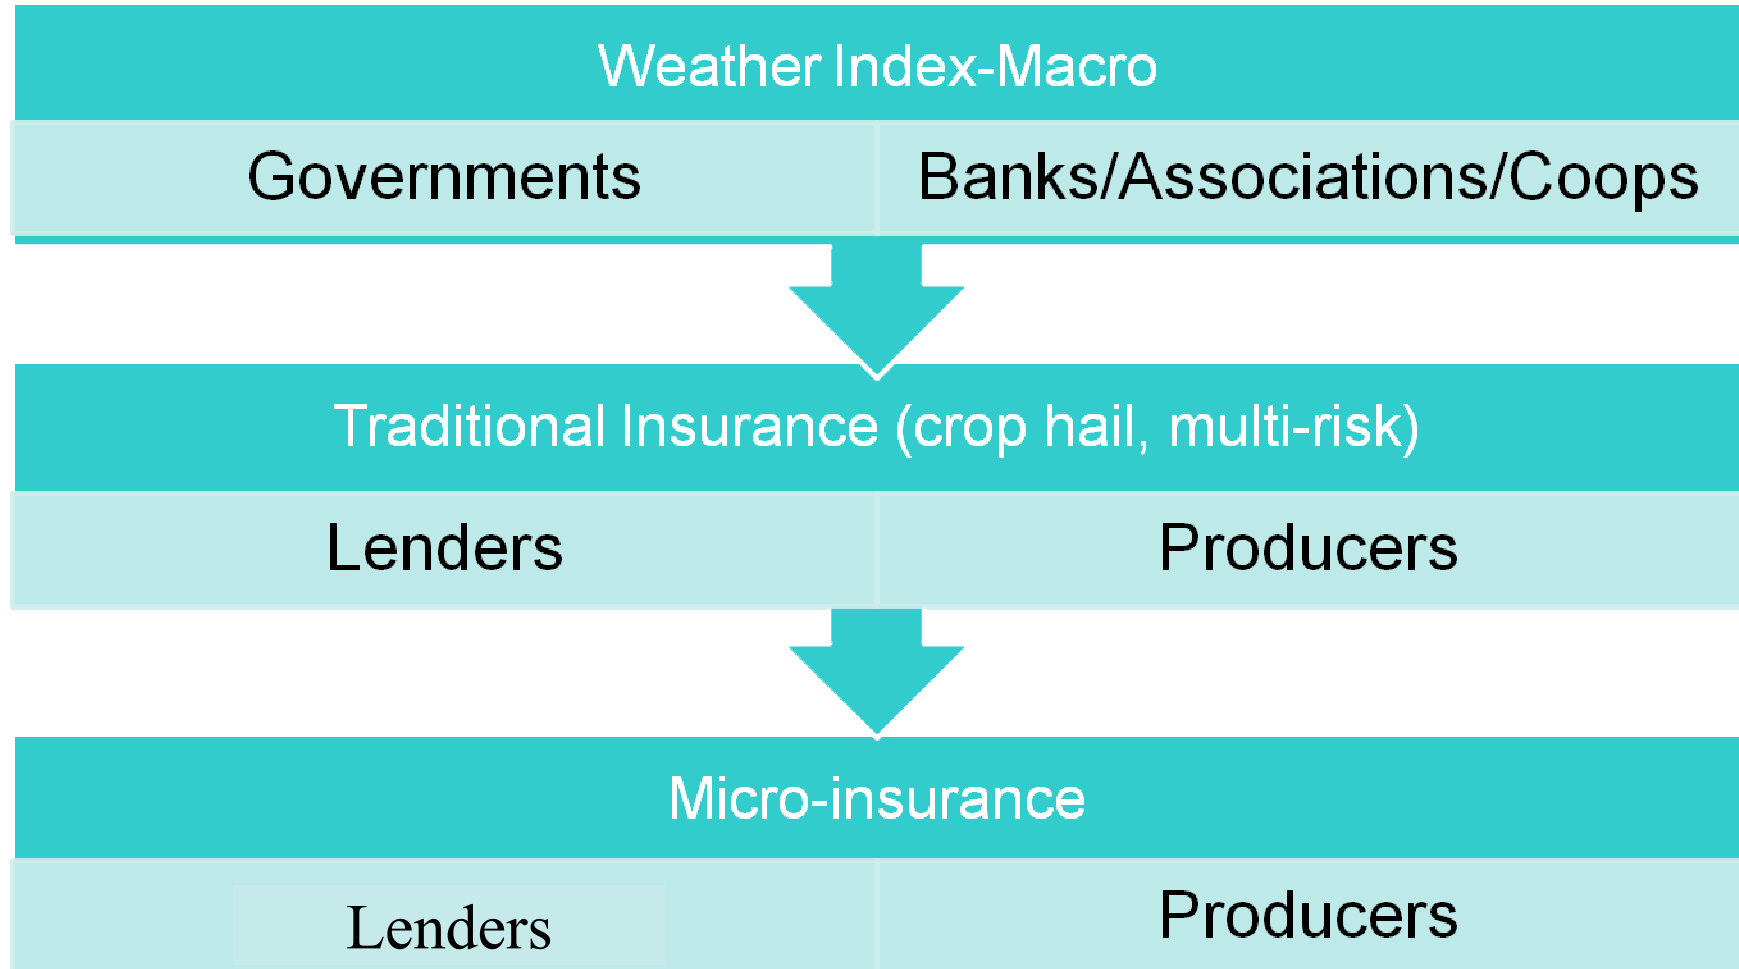 Weather Index-Macro
Governments
Banks/Associations/Coops
Traditional Insurance (crop hail, multi-risk)
Lenders
Producers
Micro-insurance
Lenders
Producers